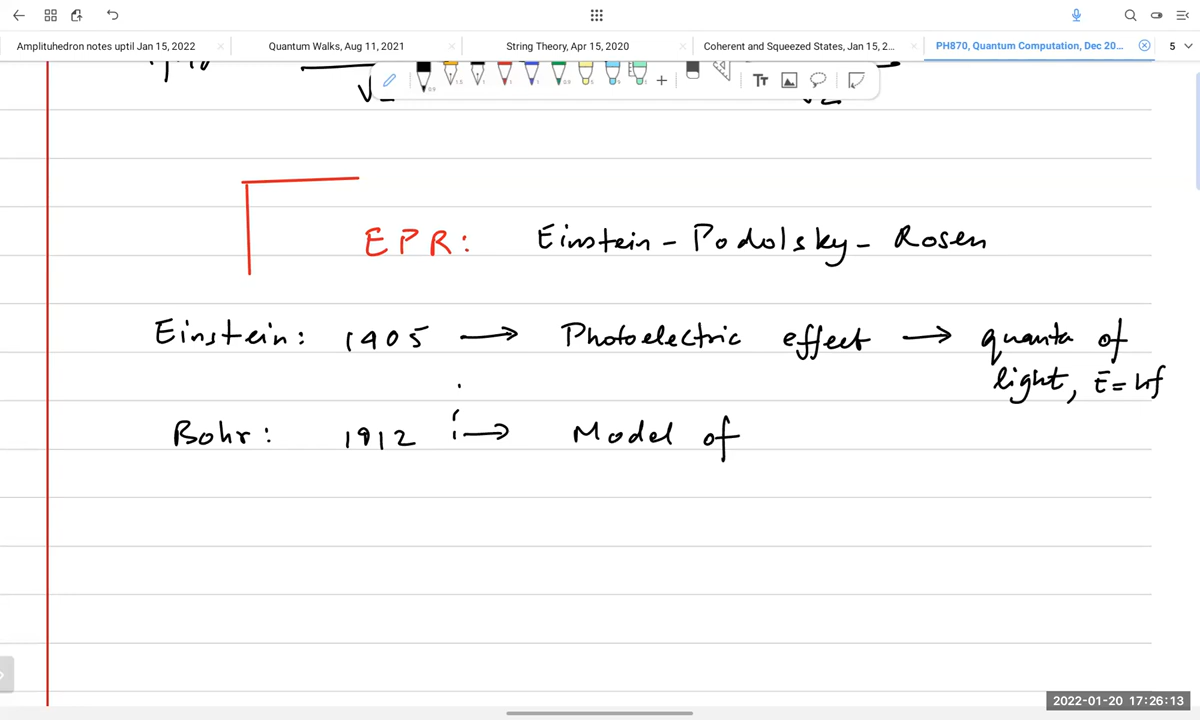 Amplituhedron notes uptil Jan 15, 2022
Quantum Walks, Aug 11, 2021
String Theory, Apr 15, 2020
Coherent and Squeezed States, Jan 15, 2...
PH870, Quantum Computation, Dec 20...
5
Tт
EPR: Einstein - Podolsky - Rosen
Einstein: 1905 → Photoelectric effect → quanta of
light, E = hf
Bohr: 1912 → Model of
2022-01-20 17:26:13